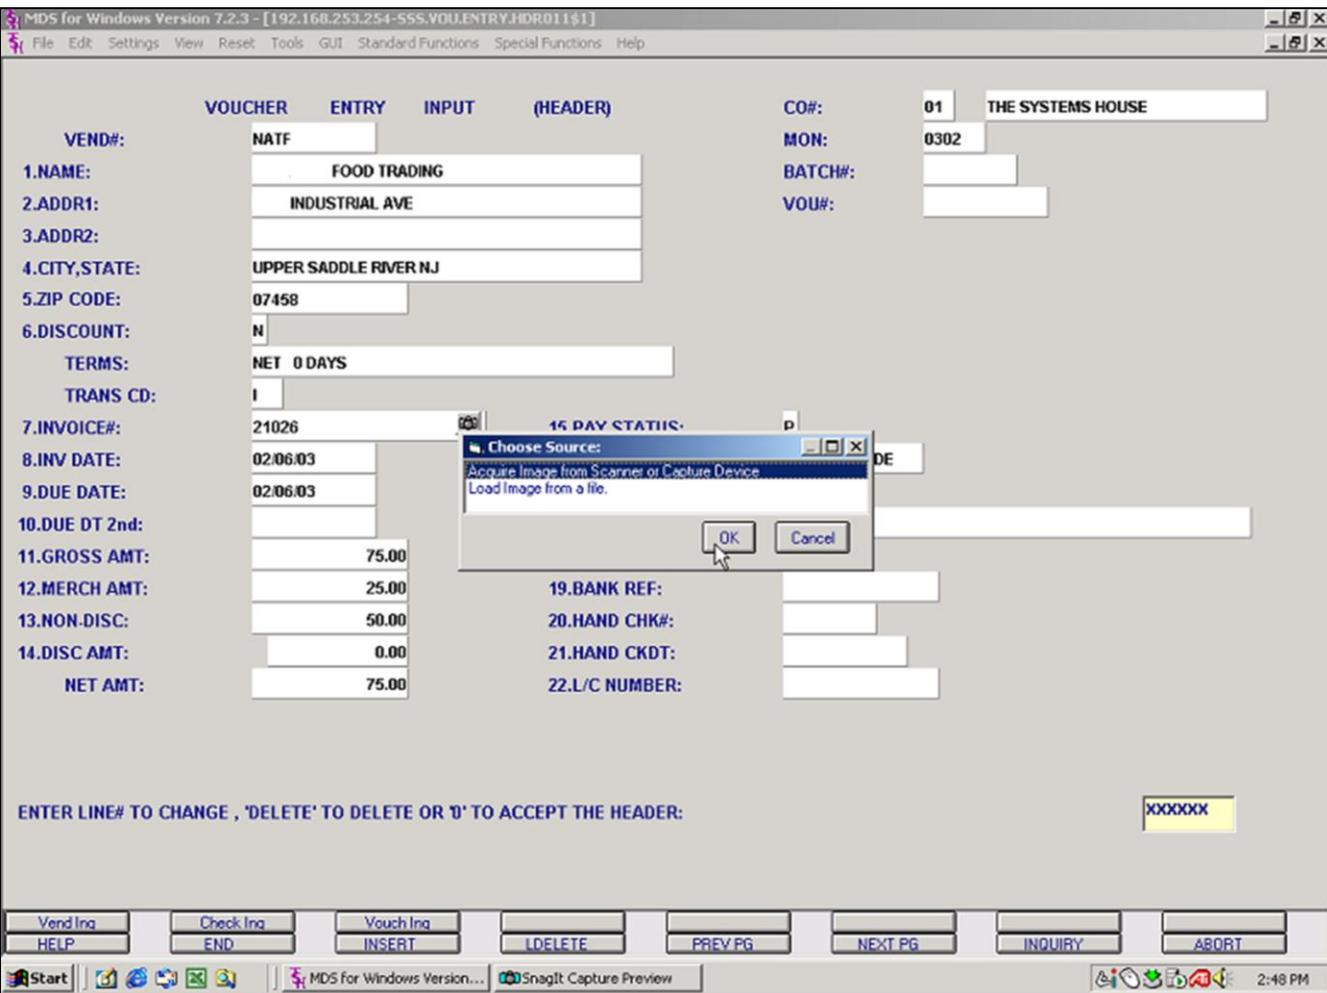 MDS for Windows Version 7.2.3 - [192.168.253.254-SSS.VOU.ENTRY.HDR011$1]
File Edit Settings View Reset Tools GUI Standard Functions Special Functions Help
VOUCHER ENTRY INPUT (HEADER) CO#: 01 THE SYSTEMS HOUSE
VEND#: NATF MON: 0302
1.NAME: FOOD TRADING BATCH#:
2.ADDR1: INDUSTRIAL AVE VOU#:
3.ADDR2:
4.CITY,STATE: UPPER SADDLE RIVER NJ
5.ZIP CODE: 07458
6.DISCOUNT: N
TERMS: NET 0 DAYS
TRANS CD: I
7.INVOICE#: 21026 15.PAY STATUS: P
Choose Source:
8.INV DATE: 02/06/03 DE
Acquire Image from Scanner or Capture Device
Load Image from a file.
9.DUE DATE: 02/06/03
10.DUE DT 2nd:
OK Cancel
11.GROSS AMT: 75.00
12.MERCH AMT: 25.00 19.BANK REF:
13.NON-DISC: 50.00 20.HAND CHK#:
14.DISC AMT: 0.00 21.HAND CKDT:
NET AMT: 75.00 22.L/C NUMBER:
ENTER LINE# TO CHANGE , 'DELETE' TO DELETE OR '0' TO ACCEPT THE HEADER: XXXXXX
Vend Inq Check Inq Vouch Inq
HELP END INSERT LDELETE PREV PG NEXT PG INQUIRY ABORT
Start MDS for Windows Version... SnagIt Capture Preview 2:48 PM